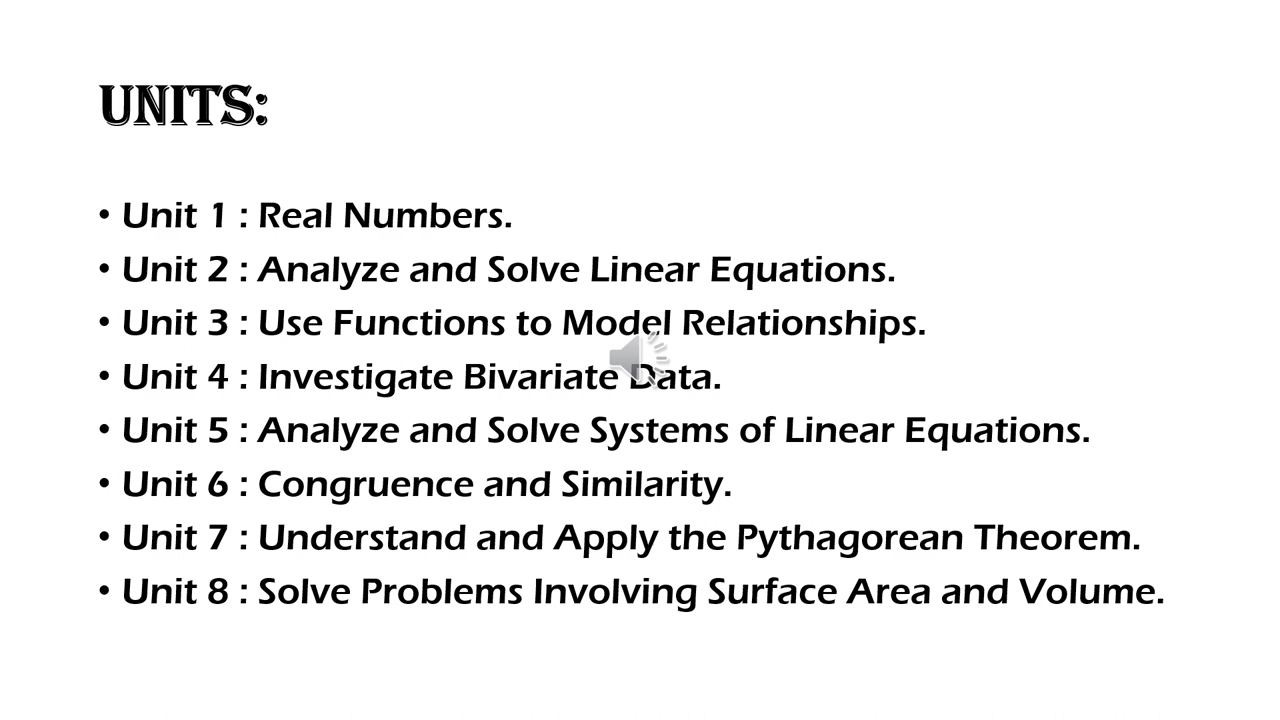 UNITS:
• Unit 1 : Real Numbers.
• Unit 2 : Analyze and Solve Linear Equations.
• Unit 3 : Use Functions to Model Relationships.
• Unit 4 : Investigate Bivariate Data.
• Unit 5 : Analyze and Solve Systems of Linear Equations.
• Unit 6 : Congruence and Similarity.
• Unit 7 : Understand and Apply the Pythagorean Theorem.
• Unit 8 : Solve Problems Involving Surface Area and Volume.